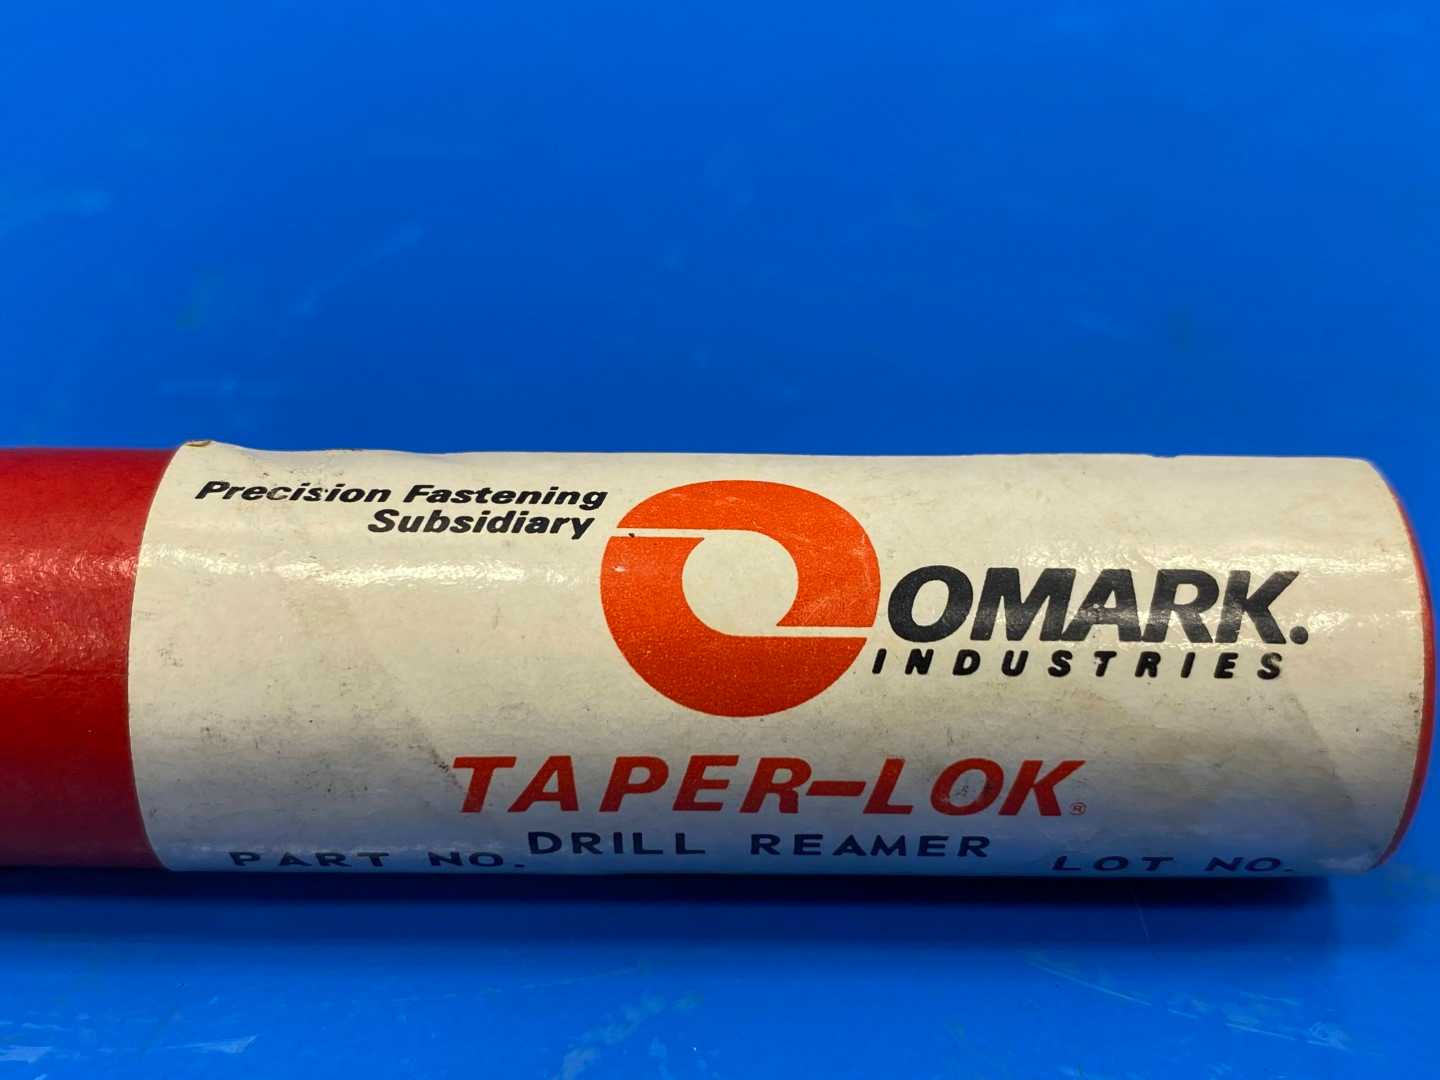 Precision Fastening
Subsidiary
OMARK.
INDUSTRIES
TAPER-LOK®
DRILL REAMER
PART NO. LOT NO.